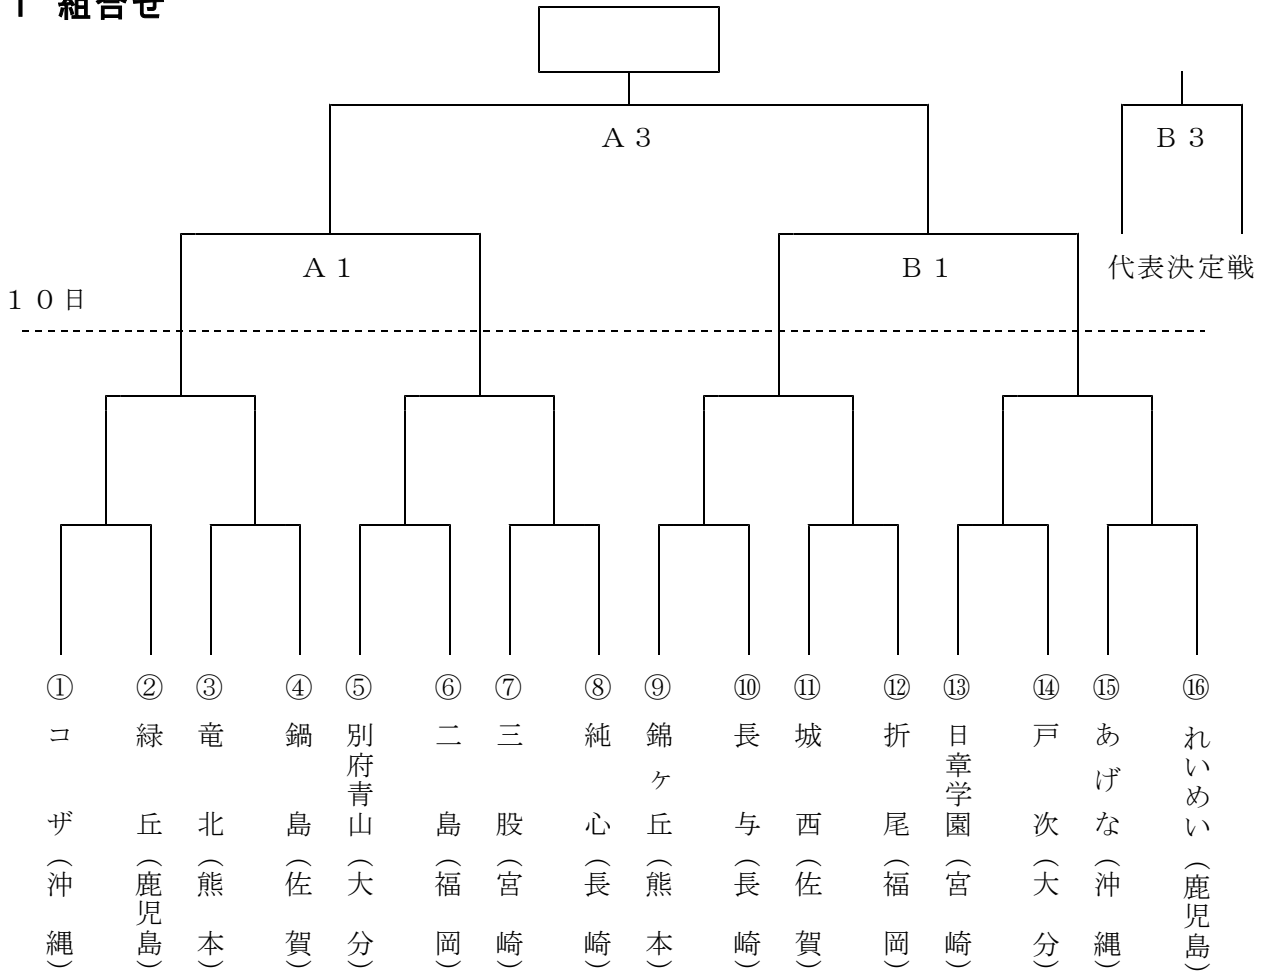 組合せ
Ａ３
Ｂ３
Ａ１
Ｂ１
代表決定戦
１０日
①
②
③
④
⑤
⑥
⑦
⑧
⑨
⑩
⑪
⑫
⑬
⑭
⑮
⑯
コザ（沖縄）
緑丘（鹿児島）
竜北（熊本）
鍋島（佐賀）
別府青山（大分）
二島（福岡）
三股（宮崎）
純心（長崎）
錦ヶ丘（熊本）
長与（長崎）
城西（佐賀）
折尾（福岡）
日章学園（宮崎）
戸次（大分）
あげな（沖縄）
れいめい（鹿児島）